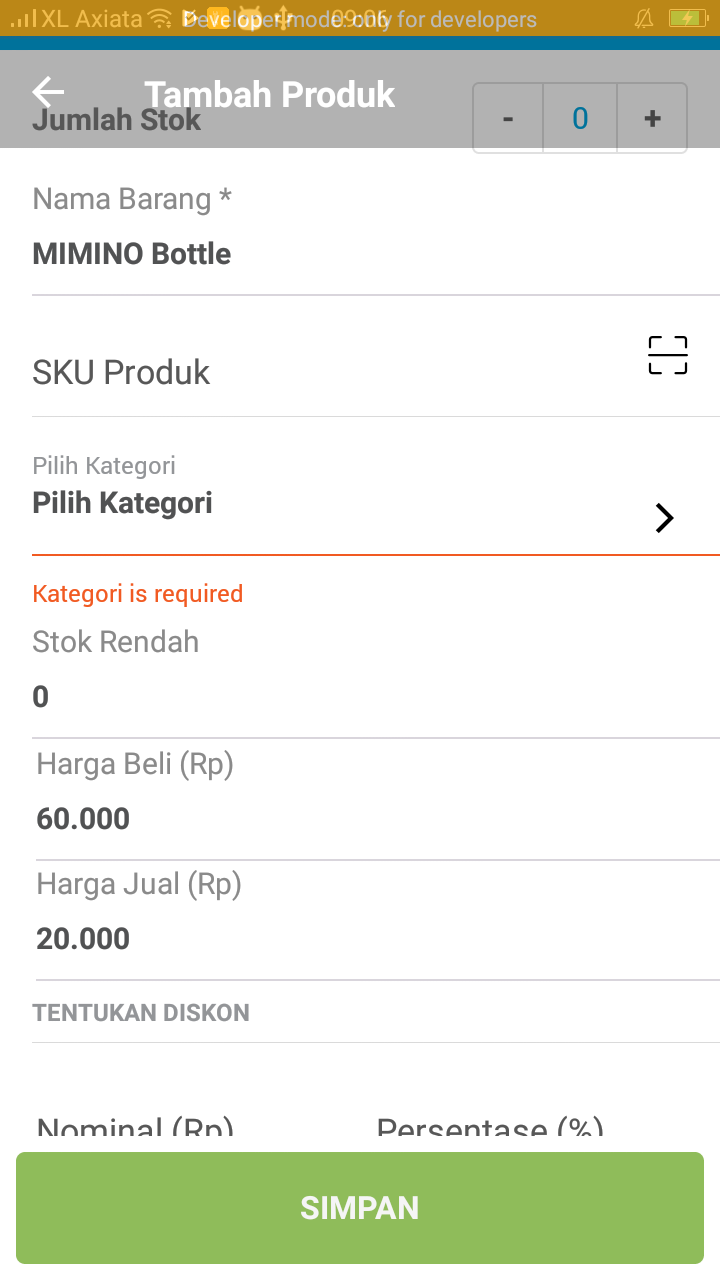 XL Axiata 09:06
Developer mode: only for developers
Tambah Produk
Jumlah Stok - 0 +
Nama Barang *
MIMINO Bottle
SKU Produk
Pilih Kategori
Pilih Kategori
Kategori is required
Stok Rendah
0
Harga Beli (Rp)
60.000
Harga Jual (Rp)
20.000
TENTUKAN DISKON
Nominal (Rp) Persentase (%)
SIMPAN